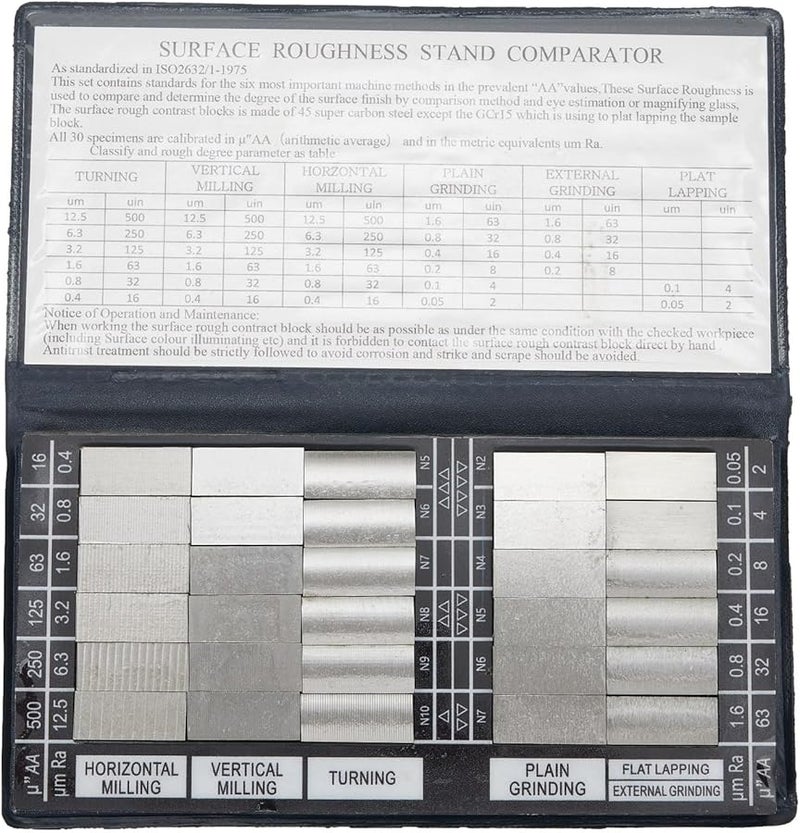 SURFACE ROUGHNESS STAND COMPARATOR
As standardized in ISO2632/1-1975
This set contains standards for the six most important machine methods in the prevalent "AA"values.These Surface Roughness is
used to compare and determine the degree of the surface finish by comparison method and eye estimation or magnifying glass,
The surface rough contrast blocks is made of 45 super carbon steel except the GCr15 which is using to plat lapping the sample
block.
All 30 specimens are calibrated in μ"AA (arithmetic average) and in the metric equivalents um Ra.
Classify and rough degree parameter as table
TURNING VERTICAL MILLING HORZONTAL MILLING PLAIN GRINDING EXTERNAL GRINDING PLAT LAPPING
um uin um uin um uin um uin um uin um uin
12.5 500 12.5 500 12.5 500 1.6 63 1.6 63
6.3 250 6.3 250 6.3 250 0.8 32 0.8 32
3.2 125 3.2 125 3.2 125 0.4 16 0.4 16
1.6 63 1.6 63 1.6 63 0.2 8 0.2 8
0.8 32 0.8 32 0.8 32 0.1 4 0.1 4
0.4 16 0.4 16 0.4 16 0.05 2 0.05 2
Notice of Operation and Maintenance:
When working the surface rough contract block should be as possible as under the same condition with the checked workpiece
(including Surface colour illuminating etc) and it is forbidden to contact the surface rough contrast block direct by hand.
Antitrust treatment should be strictly followed to avoid corrosion and strike and scrape should be avoided.
16 0.4 N5 N2 0.05 2
32 0.8 N6 N3 0.1 4
63 1.6 N7 N4 0.2 8
125 3.2 N8 N5 0.4 16
250 6.3 N9 N6 0.8 32
500 12.5 N10 N7 1.6 63
μ"AA μm Ra HORIZONTAL MILLING VERTICAL MILLING TURNING PLAIN GRINDING FLAT LAPPING EXTERNAL GRINDING μm Ra μ"AA